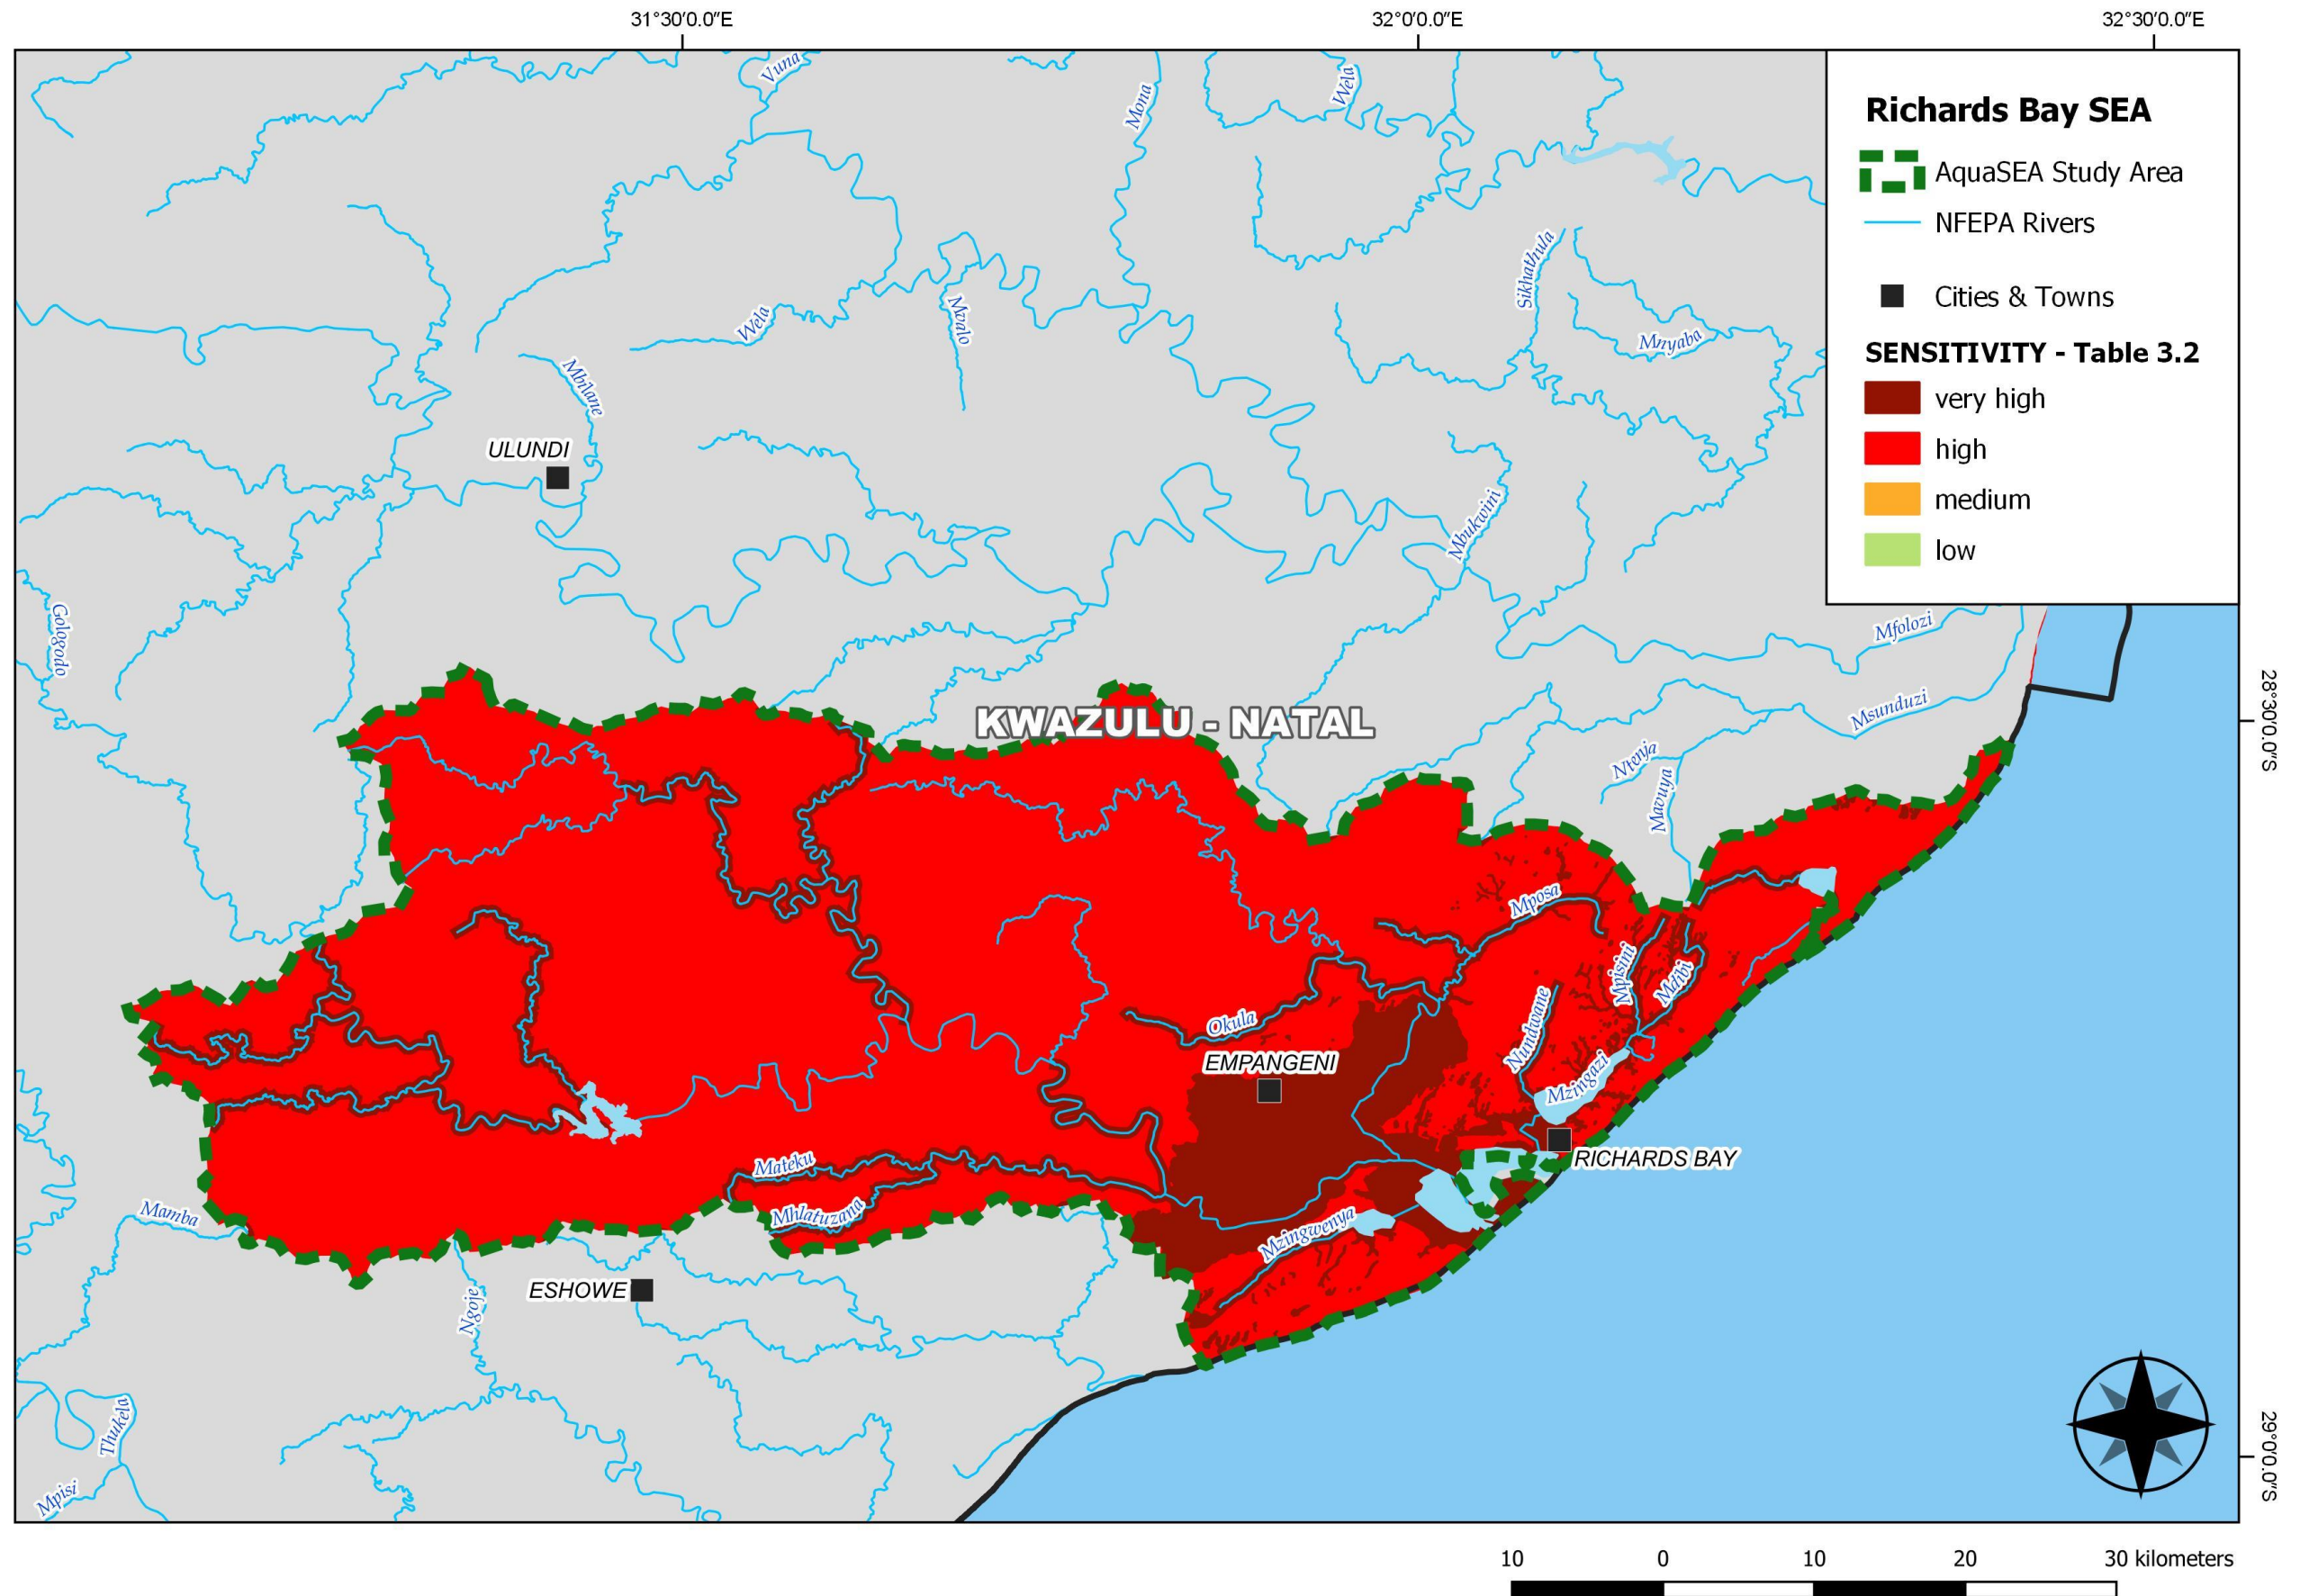 31°30'0.0"E
32°0'0.0"E
32°30'0.0"E
Richards Bay SEA
AquaSEA Study Area
NFEPA Rivers
Cities & Towns
SENSITIVITY - Table 3.2
very high
high
medium
low
Vuna
Mona
Wela
Sikhathula
Mnyaba
Wela
Mvalo
Mbilane
ULUNDI
Mbukwini
Gologodo
Mfolozi
Msunduzi
28°30'0.0"S
KWAZULU - NATAL
Ntenja
Mavuya
Mposa
Mpisini
Mdibi
Okula
Nundwane
EMPANGENI
Mzingazi
RICHARDS BAY
Mateku
Mhlatuzana
Mamba
Mzingwenya
ESHOWE
Ngoje
Thukela
Mpisi
29°0'0.0"S
10 0 10 20 30 kilometers